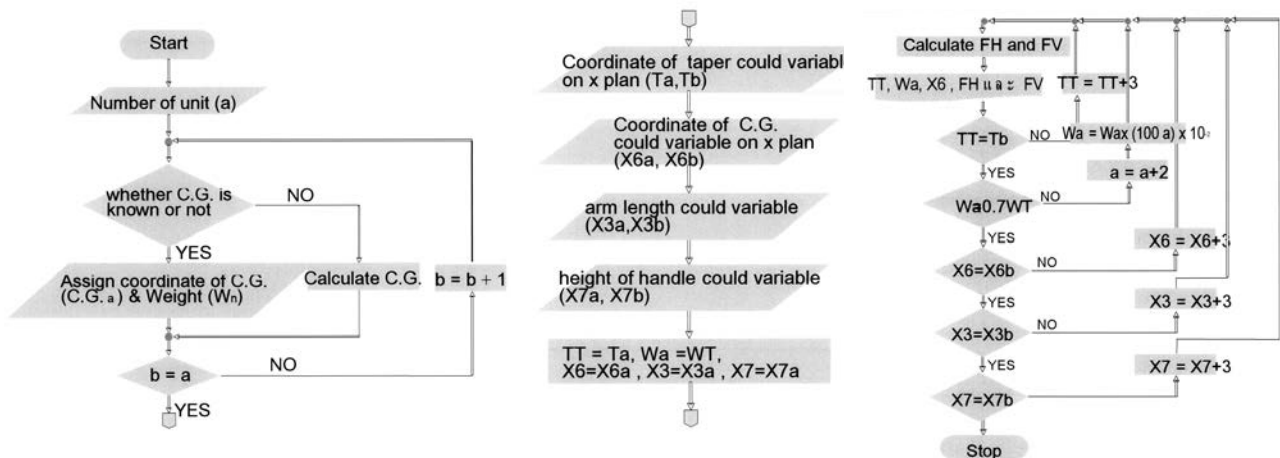 Start
Number of unit (a)
whether C.G. is
known or not
NO
YES
Assign coordinate of C.G.
(C.G. a) & Weight (Wn)
Calculate C.G.
b = b + 1
b = a
NO
YES
Coordinate of taper could variabl
on x plan (Ta,Tb)
Coordinate of C.G.
could variable on x plan
(X6a, X6b)
arm length could variable
(X3a,X3b)
height of handle could variable
(X7a, X7b)
TT = Ta, Wa =WT,
X6=X6a , X3=X3a , X7=X7a
Calculate FH and FV
TT, Wa, X6 , FH และ FV
TT = TT+3
TT=Tb
NO
Wa = Wax (100 a) x 10-2
YES
a = a+2
Wa0.7WT
NO
YES
X6 = X6+3
X6=X6b
NO
YES
X3 = X3+3
X3=X3b
NO
YES
X7 = X7+3
X7=X7b
Stop